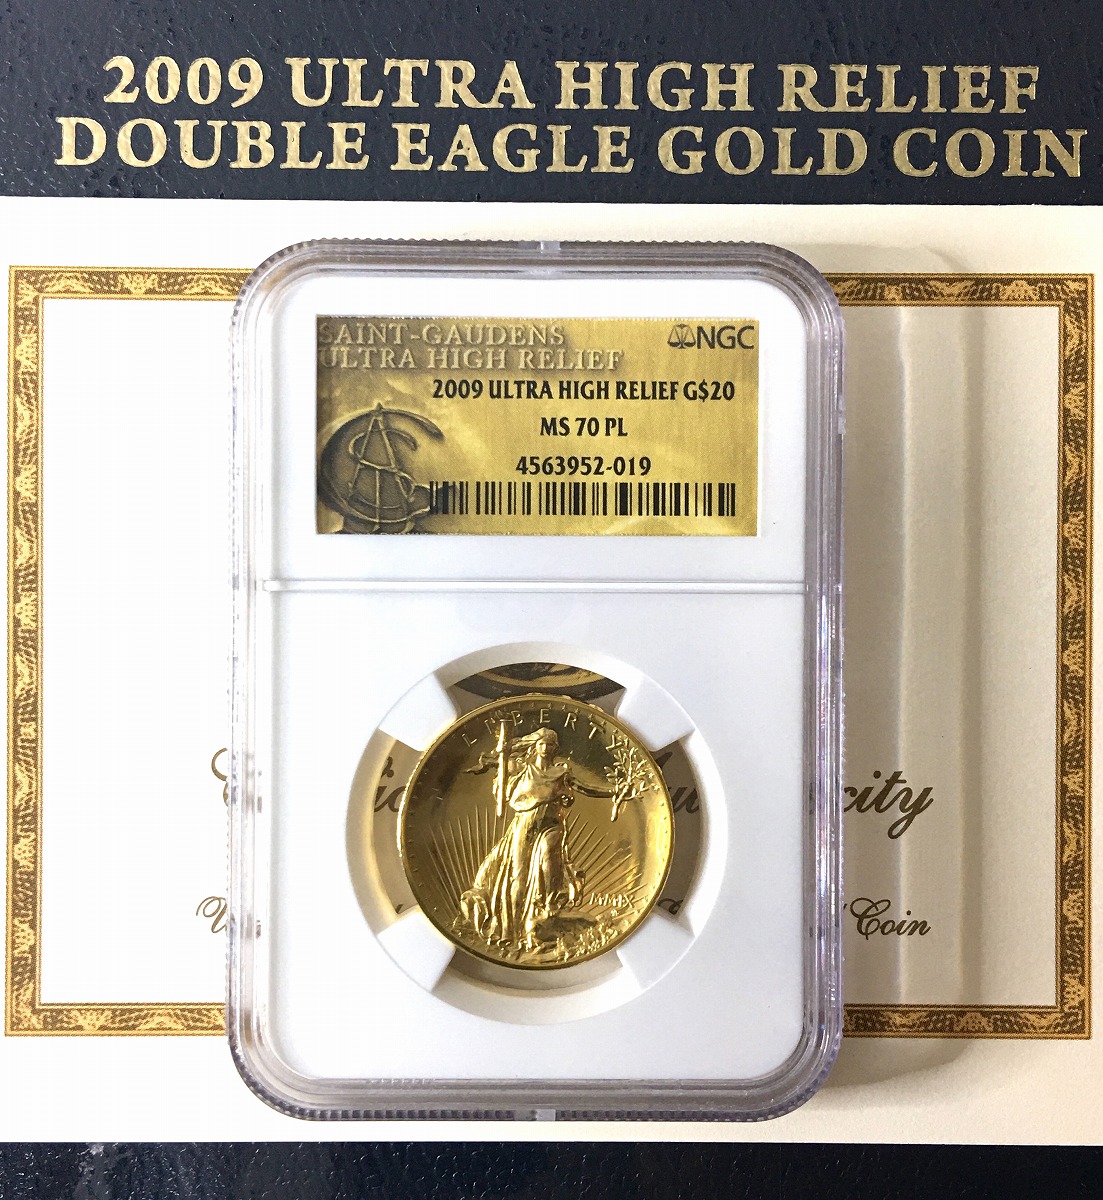 2009 ULTRA HIGH RELIEF
DOUBLE EAGLE GOLD COIN
SAINT-GAUDENS
ULTRA HIGH RELIEF
NGC
2009 ULTRA HIGH RELIEF G$20
MS 70 PL
4563952-019
LIBERTY
MMIX
Coin